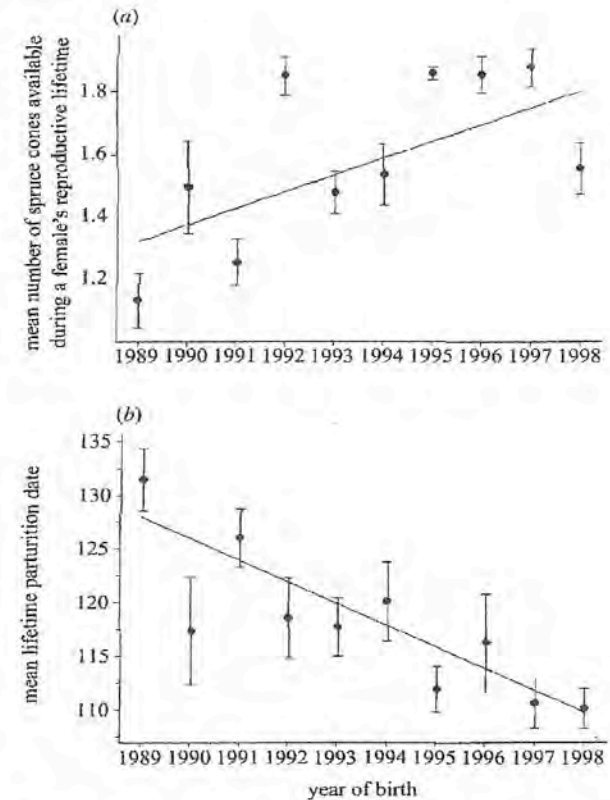 (a)
mean number of spruce cones available
during a female's reproductive lifetime
1.8
1.6
1.4
1.2
1989 1990 1991 1992 1993 1994 1995 1996 1997 1998
(b)
mean lifetime parturition date
135
130
125
120
115
110
1989 1990 1991 1992 1993 1994 1995 1996 1997 1998
year of birth